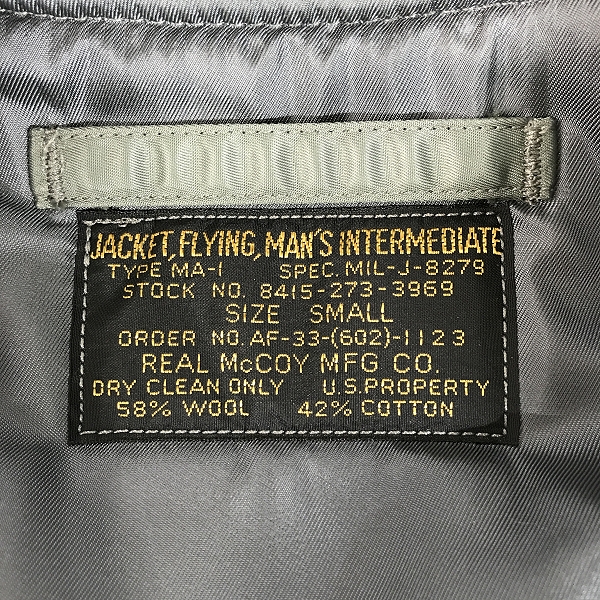 JACKET, FLYING, MAN'S INTERMEDIATE
TYPE MA-1 SPEC. MIL-J-8279
STOCK NO. 8415-273-3969
SIZE SMALL
ORDER NO. AF-33-(602)-1123
REAL McCOY MFG CO.
DRY CLEAN ONLY U.S. PROPERTY
58% WOOL 42% COTTON